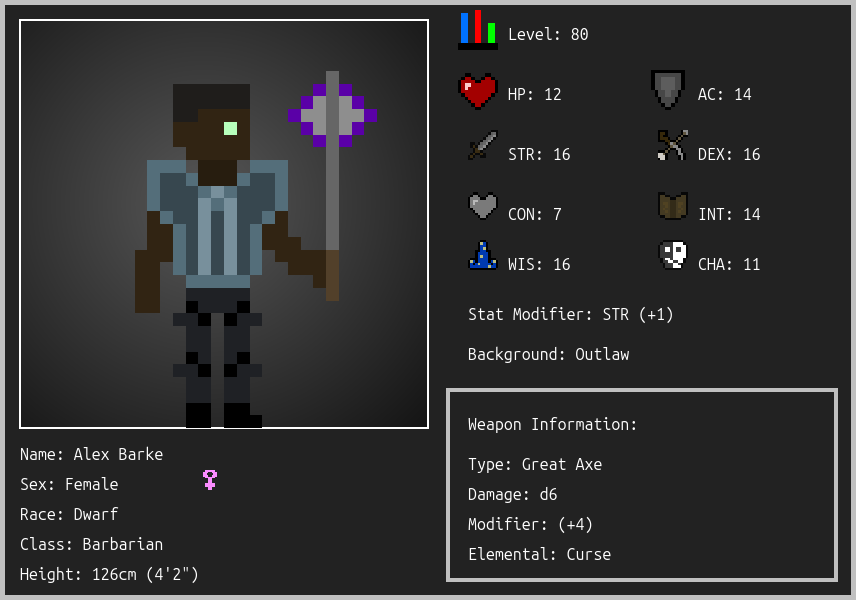 Level: 80
HP: 12
AC: 14
STR: 16
DEX: 16
CON: 7
INT: 14
WIS: 16
CHA: 11
Stat Modifier: STR (+1)
Background: Outlaw
Weapon Information:
Type: Great Axe
Damage: d6
Modifier: (+4)
Elemental: Curse
Name: Alex Barke
Sex: Female
Race: Dwarf
Class: Barbarian
Height: 126cm (4'2")